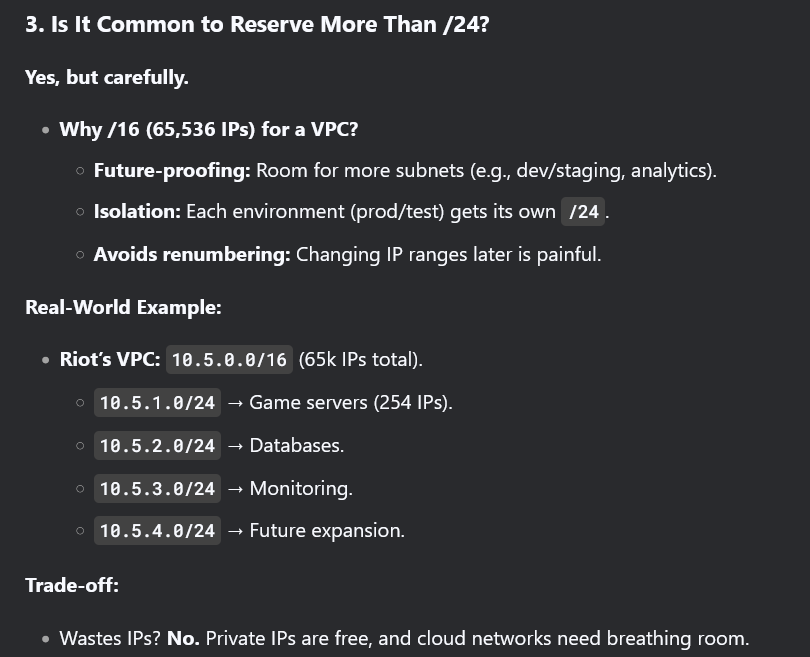 3. Is It Common to Reserve More Than /24?
Yes, but carefully.
• Why /16 (65,536 IPs) for a VPC?
○ Future-proofing: Room for more subnets (e.g., dev/staging, analytics).
○ Isolation: Each environment (prod/test) gets its own /24.
○ Avoids renumbering: Changing IP ranges later is painful.
Real-World Example:
• Riot’s VPC: 10.5.0.0/16 (65k IPs total).
○ 10.5.1.0/24 → Game servers (254 IPs).
○ 10.5.2.0/24 → Databases.
○ 10.5.3.0/24 → Monitoring.
○ 10.5.4.0/24 → Future expansion.
Trade-off:
• Wastes IPs? No. Private IPs are free, and cloud networks need breathing room.